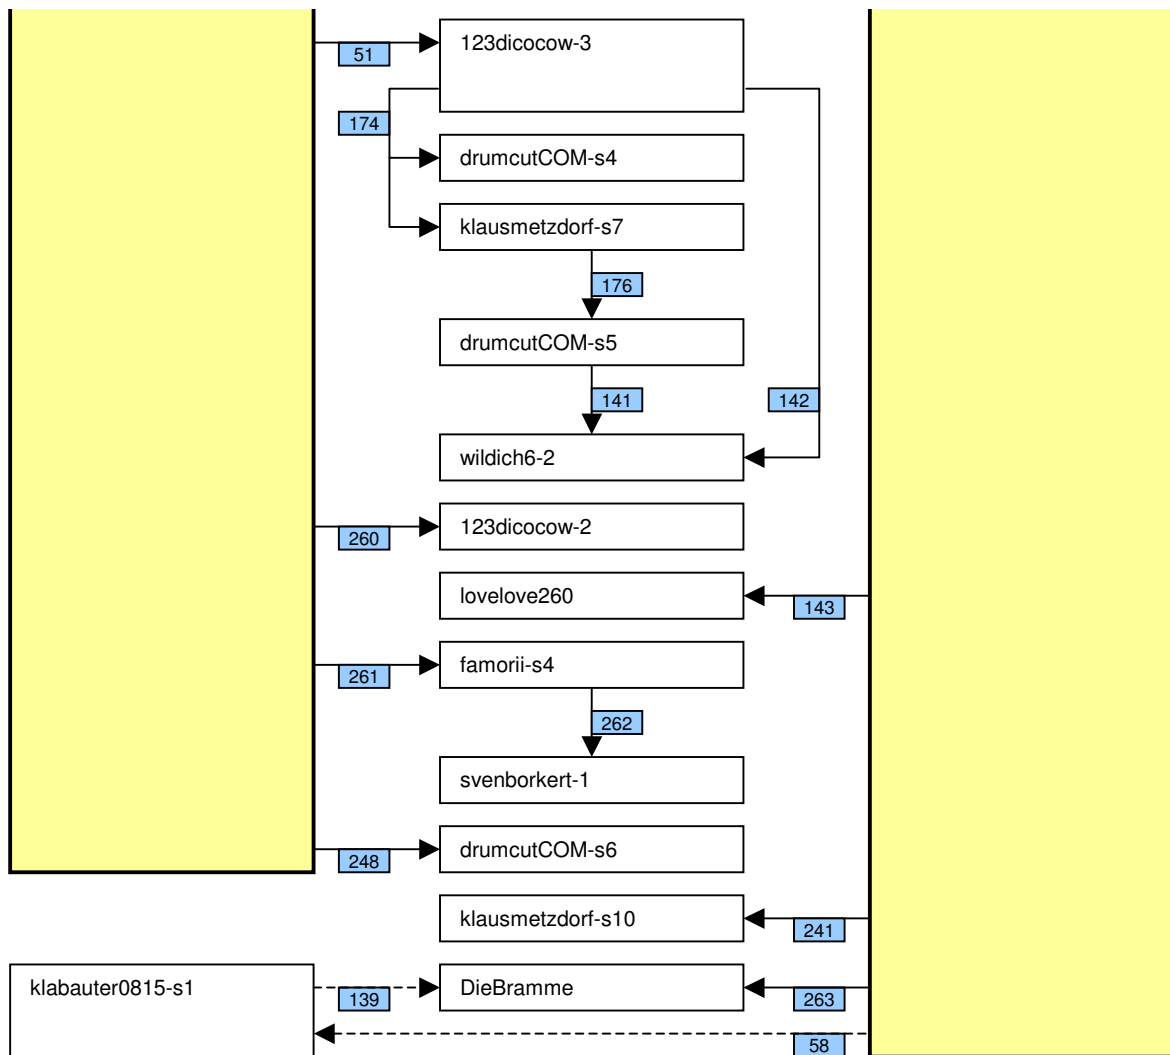 123dicocow-3
51
174
drumcutCOM-s4
klausmetzdorf-s7
176
drumcutCOM-s5
141
142
wildich6-2
123dicocow-2
260
lovelove260
143
famorii-s4
261
262
svenborkert-1
drumcutCOM-s6
248
klausmetzdorf-s10
241
klabauter0815-s1
DieBramme
139
263
58